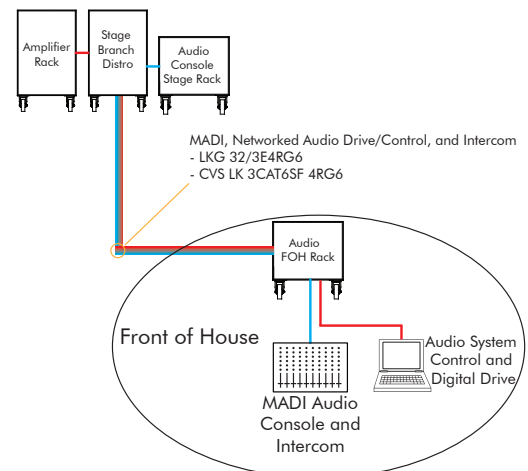 Amplifier
Rack
Stage
Branch
Distro
Audio
Console
Stage Rack
MADI, Networked Audio Drive/Control, and Intercom
- LKG 32/3E4RG6
- CVS LK 3CAT6SF 4RG6
Audio
FOH Rack
Front of House
Audio System
Control and
Digital Drive
MADI Audio
Console and
Intercom